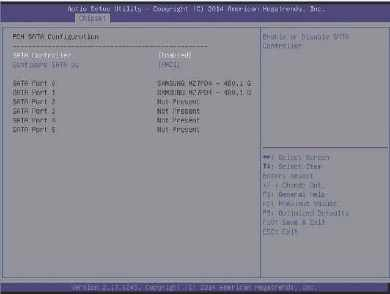 Aptio Setup Utility - Copyright (C) 2014 American Megatrends, Inc.
Chipset
PCH SATA Configuration
SATA Controller [Enabled]
Configure SATA as [AHCI]
SATA Port 0 SAMSUNG MZ7PD4 - 480.1 G
SATA Port 1 SAMSUNG MZ7PD4 - 480.1 G
SATA Port 2 Not Present
SATA Port 3 Not Present
SATA Port 4 Not Present
SATA Port 5 Not Present
Enable or Disable SATA
Controller
: Select Screen
: Select Item
Enter: Select
+/-: Change Opt.
F1: General Help
F2: Previous Values
F9: Optimized Defaults
F10: Save & Exit
ESC: Exit
Version 2.17.1245. Copyright (C) 2014 American Megatrends, Inc.